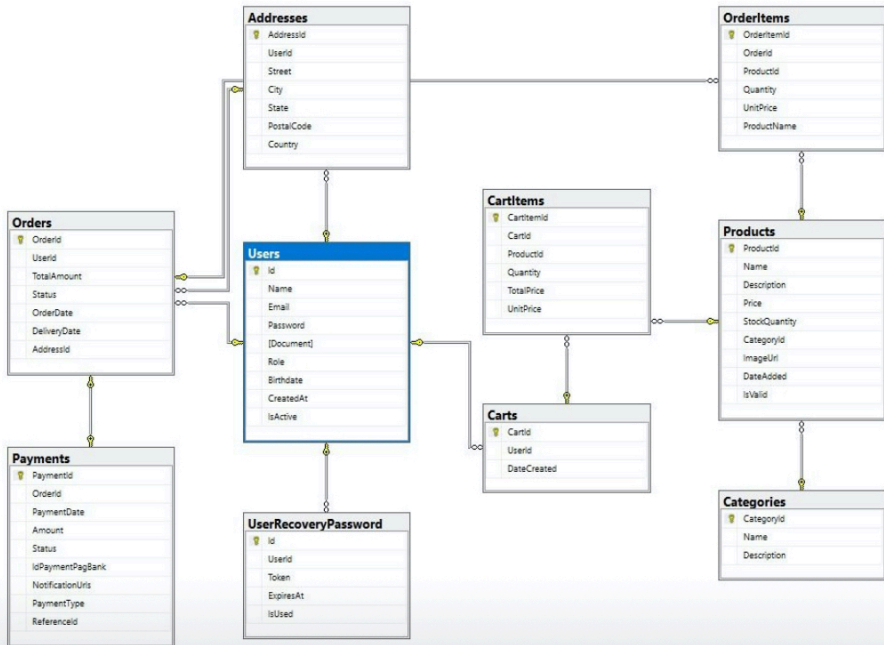 Addresses
AddressId
UserId
Street
City
State
PostalCode
Country
OrderItems
OrderItemId
OrderId
ProductId
Quantity
UnitPrice
ProductName
Orders
OrderId
UserId
TotalAmount
Status
OrderDate
DeliveryDate
AddressId
Users
Id
Name
Email
Password
[Document]
Role
Birthdate
CreatedAt
IsActive
CartItems
CartItemId
CartId
ProductId
Quantity
TotalPrice
UnitPrice
Products
ProductId
Name
Description
Price
StockQuantity
CategoryId
ImageUrl
DateAdded
IsValid
Payments
PaymentId
OrderId
PaymentDate
Amount
Status
IdPaymentPagBank
NotificationUrls
PaymentType
ReferenceId
UserRecoveryPassword
Id
UserId
Token
ExpiresAt
IsUsed
Carts
CartId
UserId
DateCreated
Categories
CategoryId
Name
Description